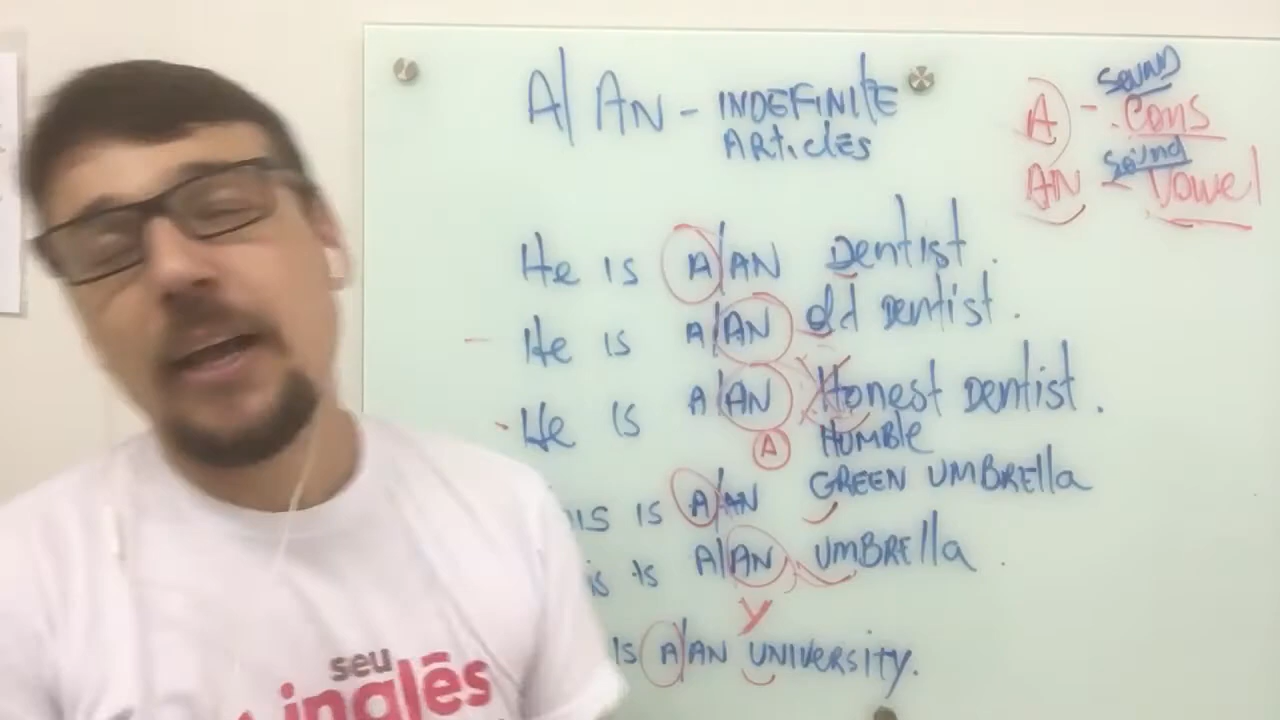 A/ AN - INDEFINITE
ARTICLES
SOUND
A - Cons
Sound
AN - Vowel
He is A/AN Dentist.
He is A/AN old Dentist.
He is A/AN Honest Dentist.
A HUMBLE
is is A/AN GREEN UMBRElla
is is A/AN UMBRElla.
Y
is A/AN UNIVERSITY.
seu
inglês